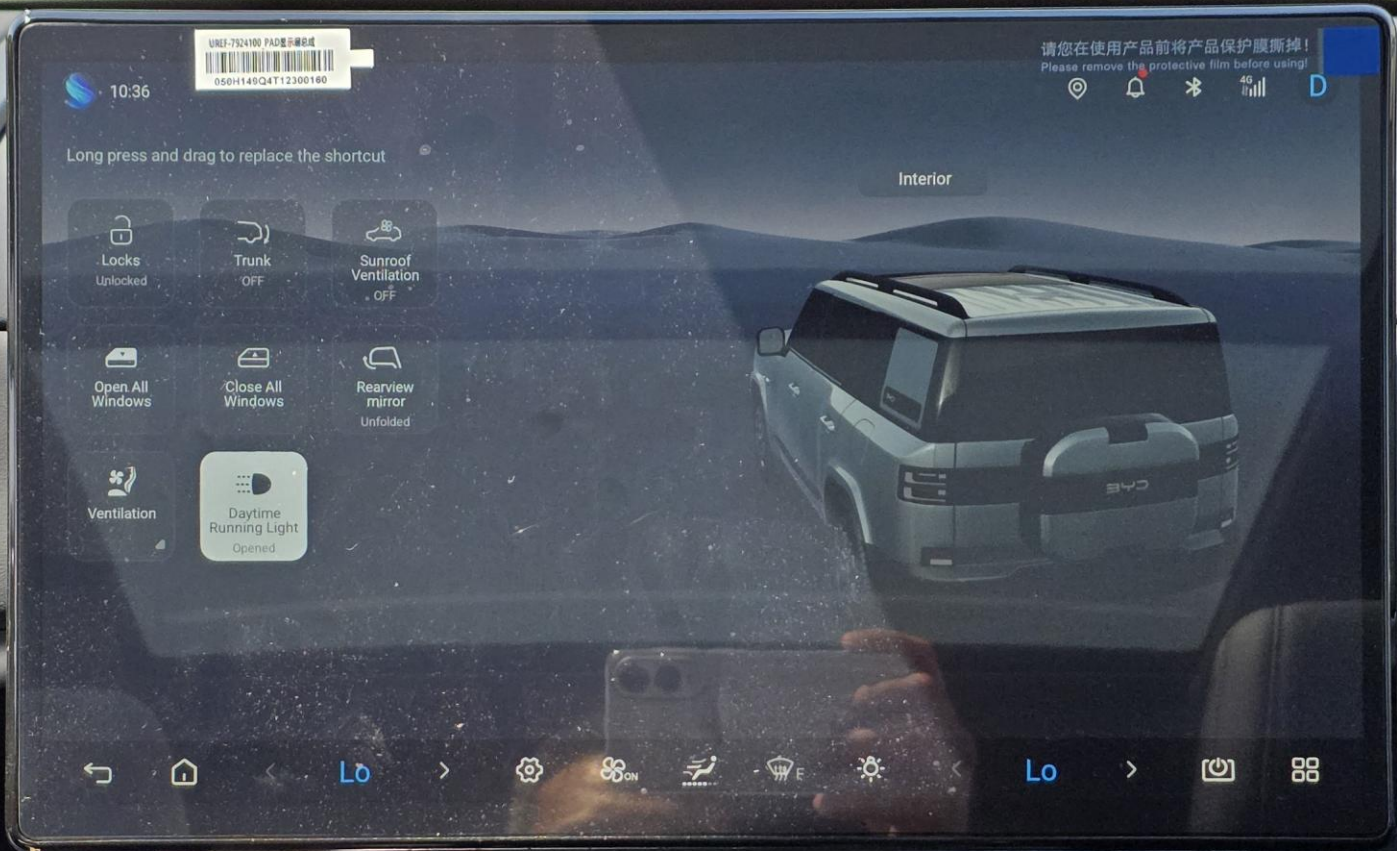 UREF-7924100 PAD显示器总成
050H149Q4T12300160
请您在使用产品前将产品保护膜撕掉!
Please remove the protective film before using!
10:36
4G
D
Long press and drag to replace the shortcut
Interior
Locks
Unlocked
Trunk
OFF
Sunroof
Ventilation
OFF
Open All
Windows
Close All
Windows
Rearview
mirror
Unfolded
Ventilation
Daytime
Running Light
Opened
BYD
Lo
ON
E
Lo